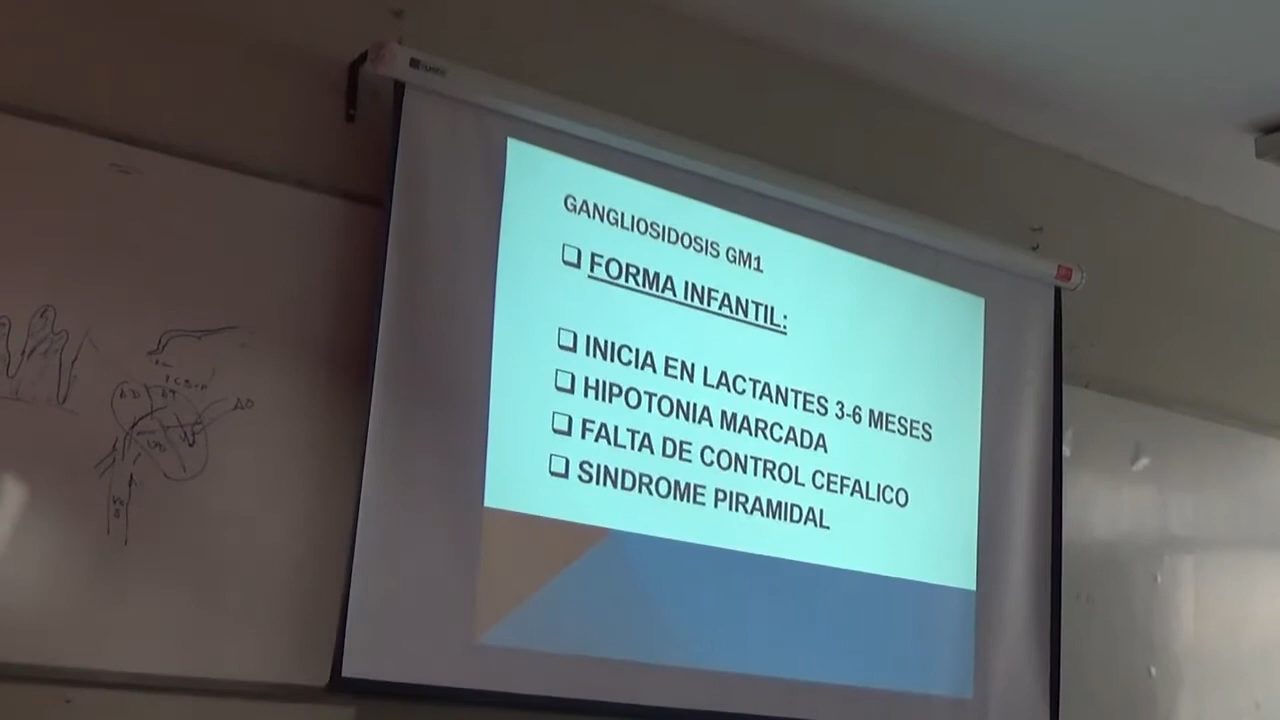 GANGLIOSIDOSIS GM1
❑ FORMA INFANTIL:
❑ INICIA EN LACTANTES 3-6 MESES
❑ HIPOTONIA MARCADA
❑ FALTA DE CONTROL CEFALICO
❑ SINDROME PIRAMIDAL